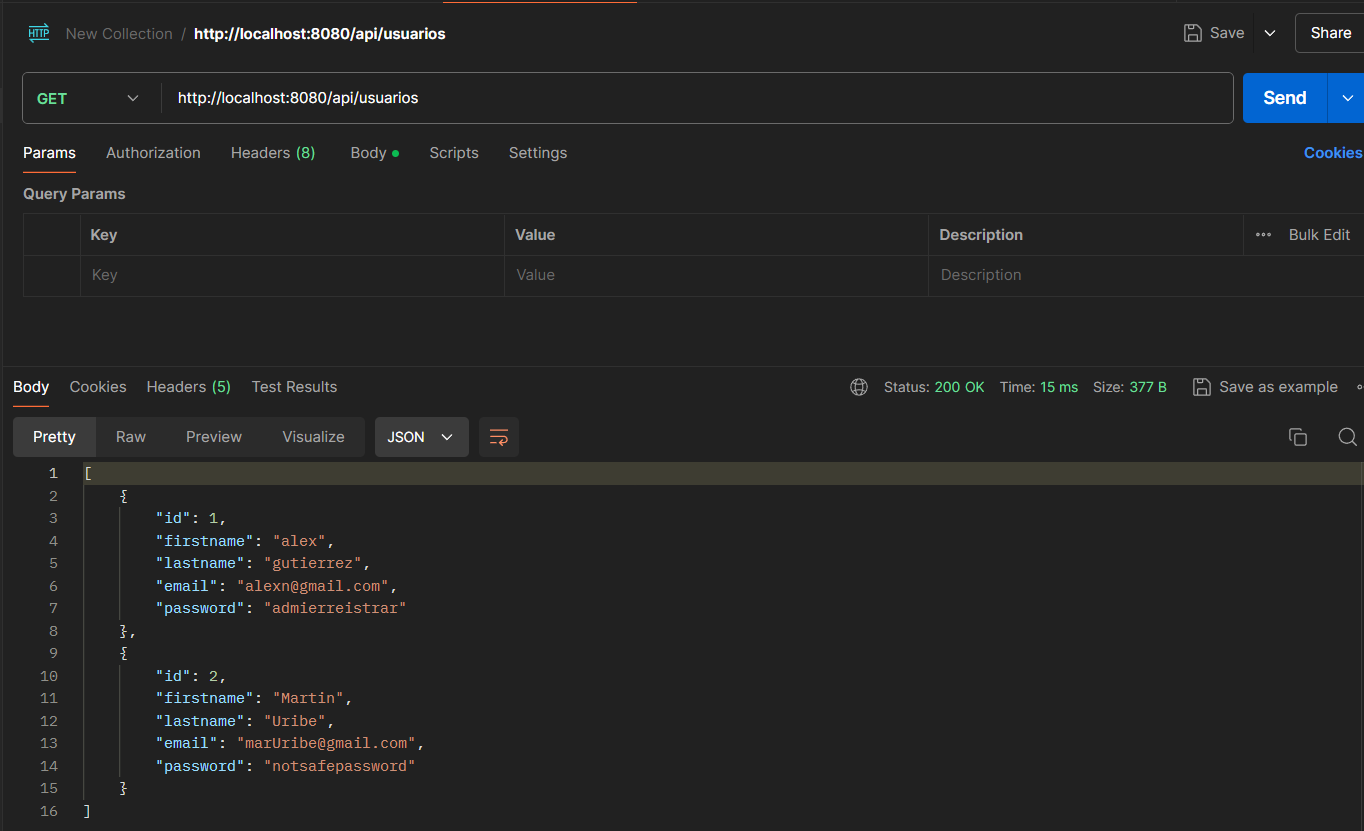 HTTP New Collection / http://localhost:8080/api/usuarios Save Share
GET http://localhost:8080/api/usuarios Send
Params Authorization Headers (8) Body Scripts Settings Cookies
Query Params
Key Value Description ••• Bulk Edit
Key Value Description
Body Cookies Headers (5) Test Results Status: 200 OK Time: 15 ms Size: 377 B Save as example
Pretty Raw Preview Visualize JSON
1 [
2 {
3 "id": 1,
4 "firstname": "alex",
5 "lastname": "gutierrez",
6 "email": "alexn@gmail.com",
7 "password": "admierreistrar"
8 },
9 {
10 "id": 2,
11 "firstname": "Martin",
12 "lastname": "Uribe",
13 "email": "marUribe@gmail.com",
14 "password": "notsafepassword"
15 }
16 ]